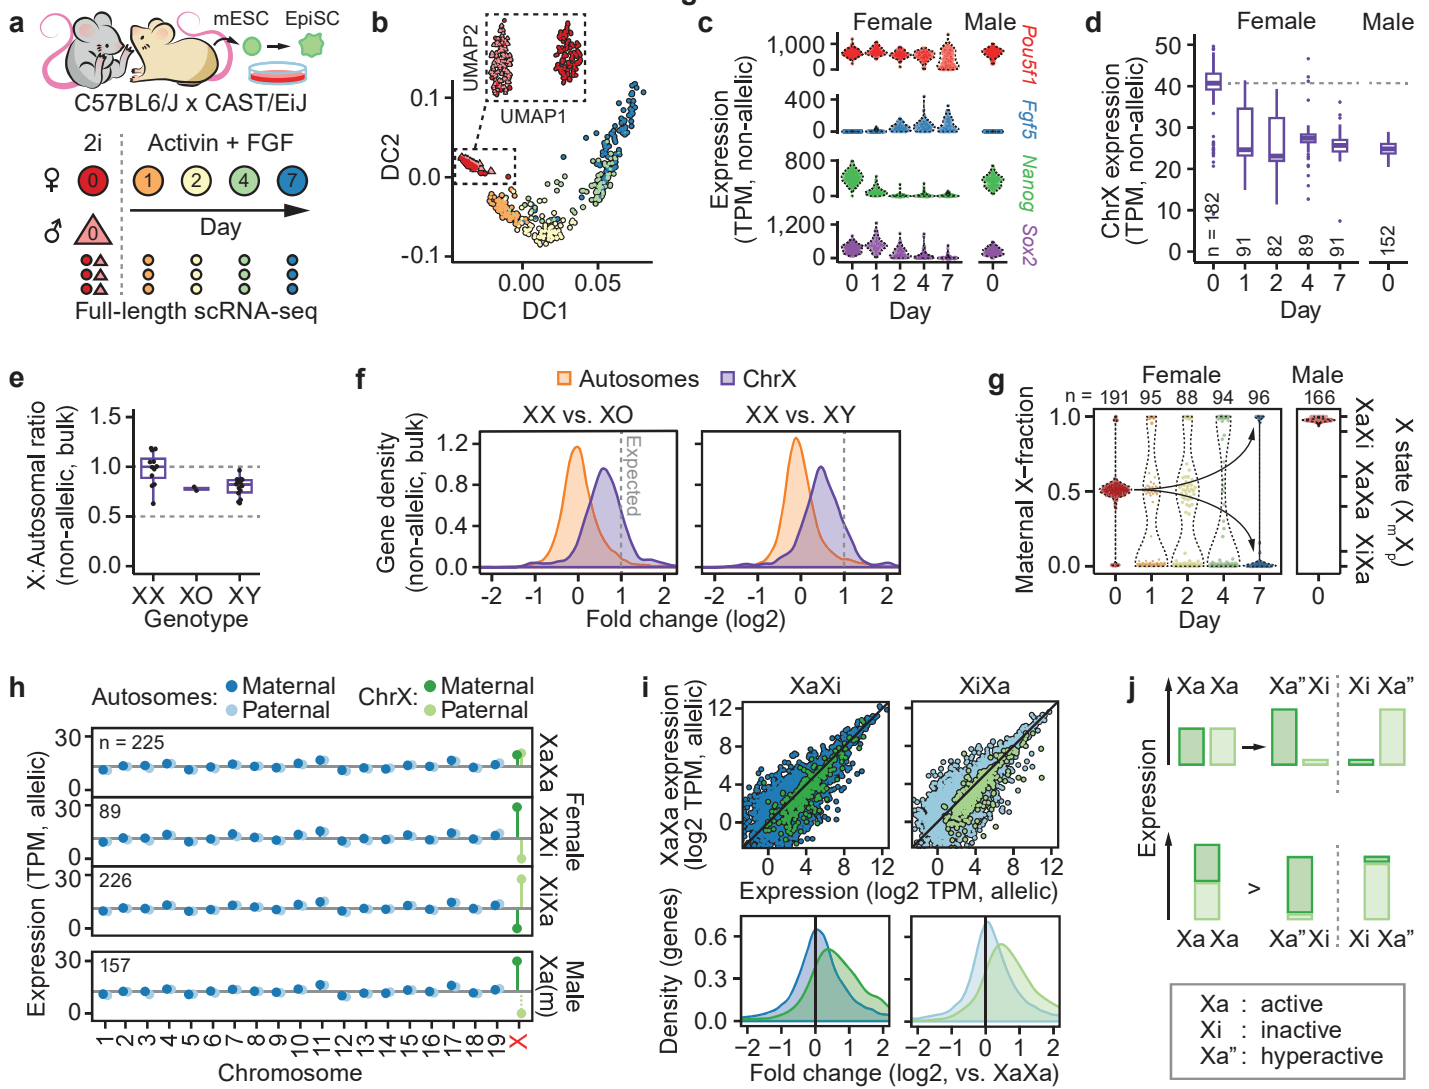 a
mESC EpiSC
C57BL6/J x CAST/EiJ
2i Activin + FGF
♀ 0 1 2 4 7
Day
♂ 0
Full-length scRNA-seq
b
UMAP2
UMAP1
DC2
0.1
0.0
-0.1
0.00 0.05
DC1
c
Female Male
Expression
(TPM, non-allelic)
1,000
0
Pou5f1
400
0
Fgf5
800
0
Nanog
1,200
0
Sox2
0 1 2 4 7 0
Day
d
Female Male
ChrX expression
(TPM, non-allelic)
50
40
30
20
10
0
n = 182 91 82 89 91 152
0 1 2 4 7 0
Day
e
X:Autosomal ratio
(non-allelic, bulk)
1.5
1.0
0.5
0.0
XX XO XY
Genotype
f
Autosomes ChrX
XX vs. XO XX vs. XY
Gene density
(non-allelic, bulk)
1.2
0.8
0.4
0.0
Expected
-2 -1 0 1 2 -2 -1 0 1 2
Fold change (log2)
g
Female Male
n = 191 95 88 94 96 166
Maternal X−fraction
1.0
0.5
0.0
0 1 2 4 7 0
Day
XaXi XaXa XiXa
X state (XmXp)
h
Autosomes: Maternal ChrX: Maternal
Paternal Paternal
Expression (TPM, allelic)
30
0
n = 225
XaXa
30
0
89
XaXi
30
0
226
XiXa
Female
30
0
157
Xa(m)
Male
1 2 3 4 5 6 7 8 9 10 11 12 13 14 15 16 17 18 19 X
Chromosome
i
XaXi XiXa
XaXa expression
(log2 TPM, allelic)
12
8
4
0
0 4 8 12 0 4 8 12
Expression (log2 TPM, allelic)
Density (genes)
0.6
0.3
0.0
−2 −1 0 1 2 −2 −1 0 1 2
Fold change (log2, vs. XaXa)
j
Expression
Xa Xa Xa” Xi Xi Xa”
>
Xa Xa Xa” Xi Xi Xa”
Xa : active
Xi : inactive
Xa” : hyperactive